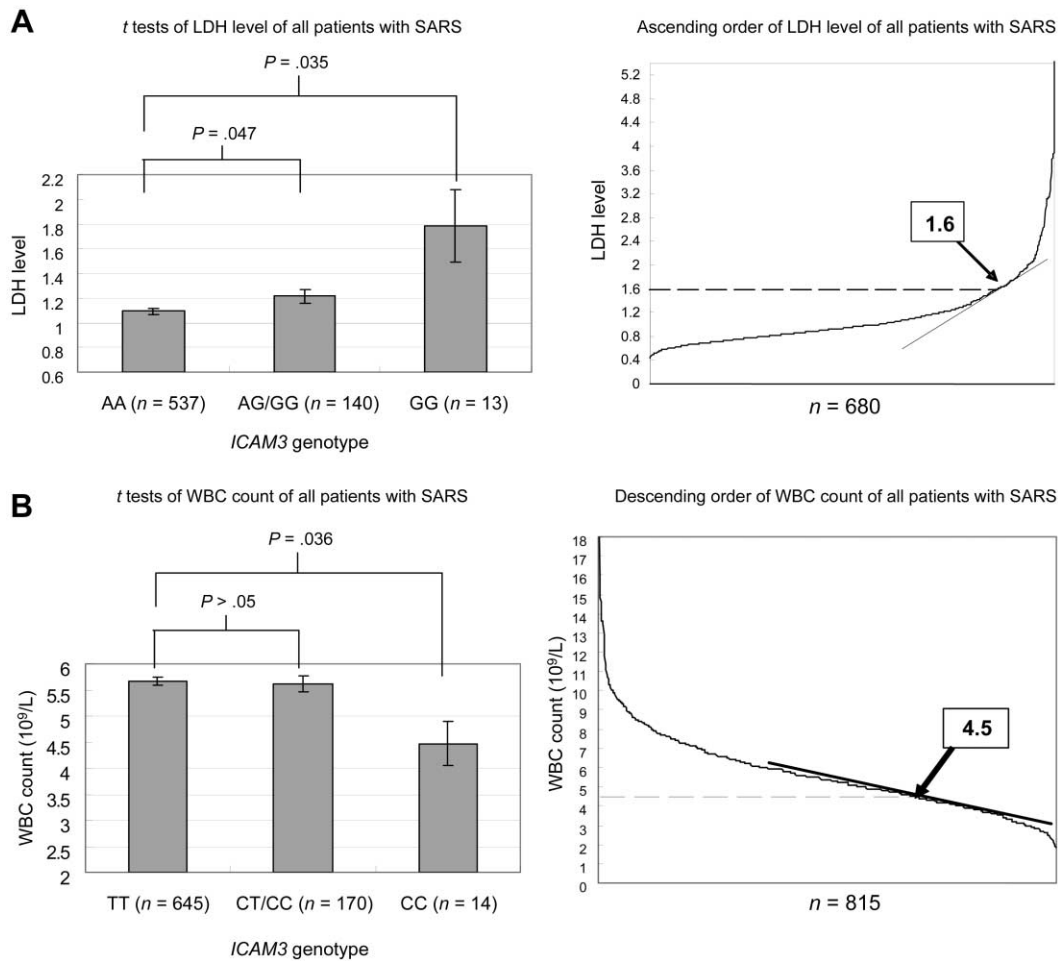 A
t tests of LDH level of all patients with SARS
P = .035
P = .047
2.2
2
1.8
1.6
1.4
1.2
1
0.8
0.6
LDH level
AA (n = 537) AG/GG (n = 140) GG (n = 13)
ICAM3 genotype
Ascending order of LDH level of all patients with SARS
5.2
4.8
4.4
4
3.6
3.2
2.8
2.4
2
1.6
1.2
0.8
0.4
0
LDH level
1.6
n = 680
B
t tests of WBC count of all patients with SARS
P = .036
P > .05
6
5.5
5
4.5
4
3.5
3
2.5
2
WBC count (10⁹/L)
TT (n = 645) CT/CC (n = 170) CC (n = 14)
ICAM3 genotype
Descending order of WBC count of all patients with SARS
18
17
16
15
14
13
12
11
10
9
8
7
6
5
4
3
2
1
0
WBC count (10⁹/L)
4.5
n = 815